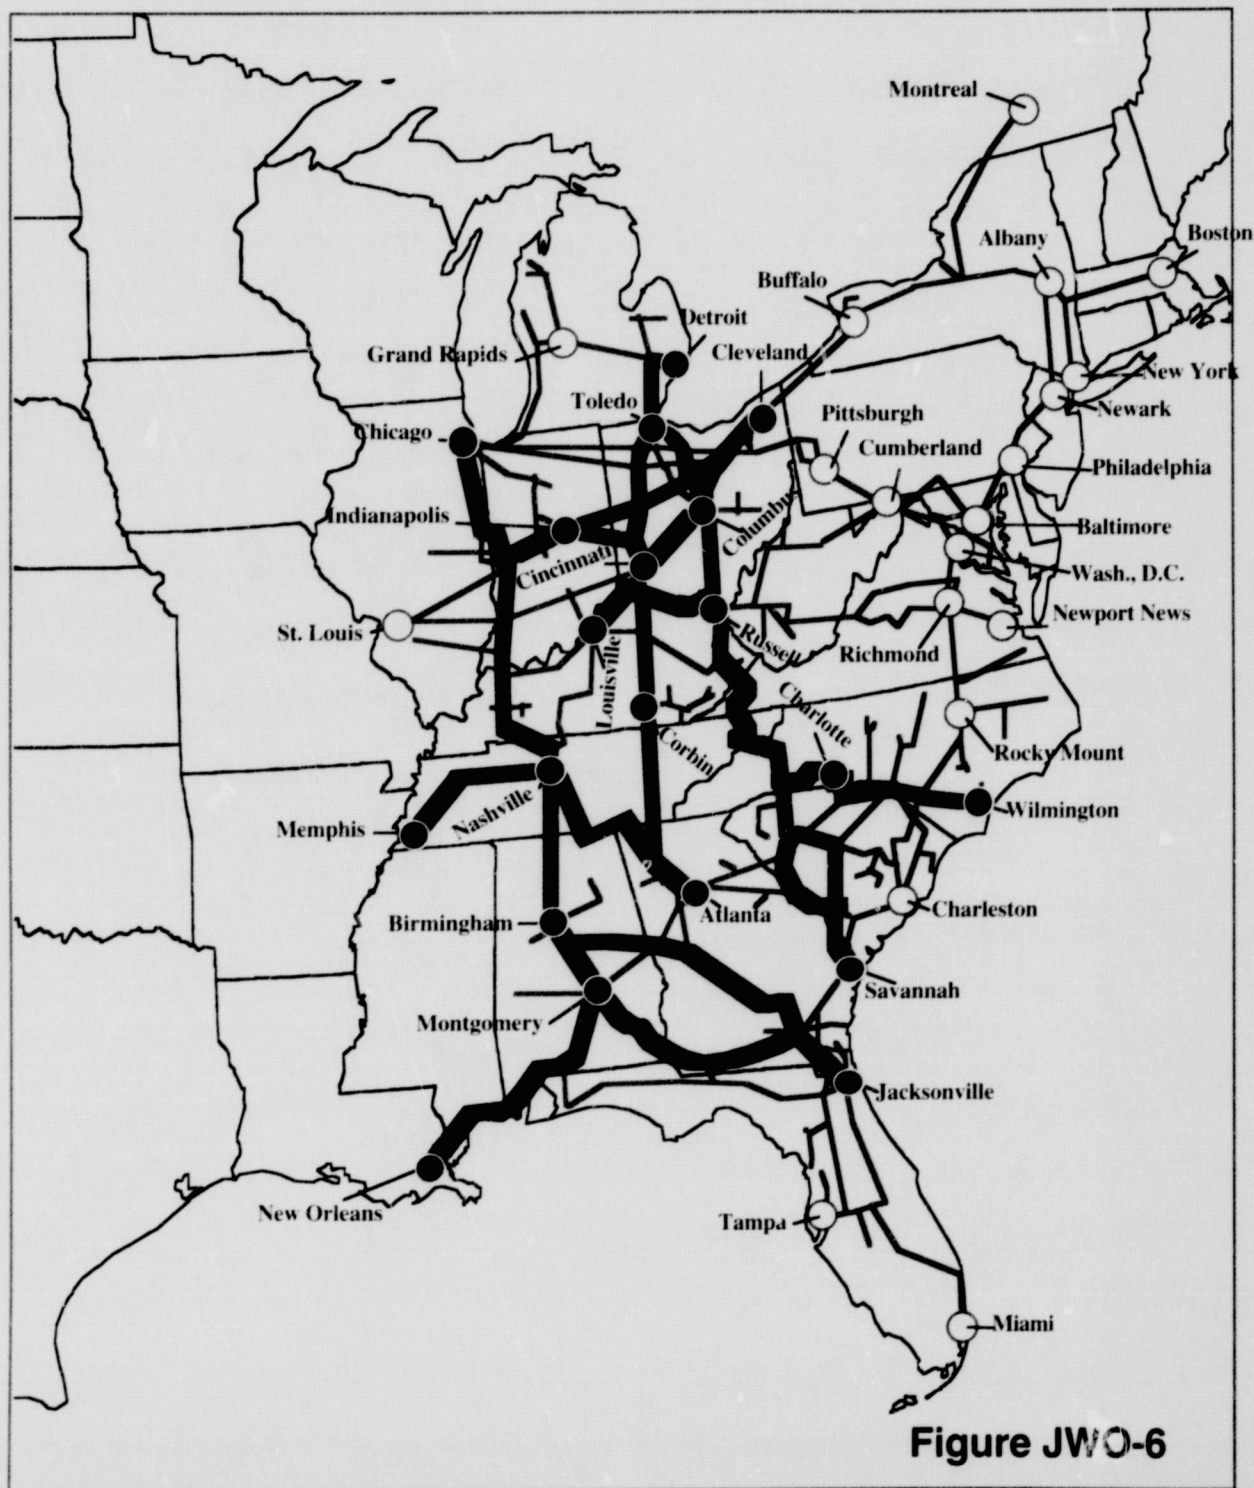 Montreal
Albany
Boston
Buffalo
Detroit
Grand Rapids
Cleveland
New York
Toledo
Newark
Pittsburgh
Chicago
Cumberland
Philadelphia
Indianapolis
Columbus
Baltimore
Cincinnati
Wash., D.C.
Newport News
St. Louis
Russell
Richmond
Louisville
Charlotte
Corbin
Rocky Mount
Nashville
Wilmington
Memphis
Atlanta
Charleston
Birmingham
Savannah
Montgomery
Jacksonville
New Orleans
Tampa
Miami
Figure JWO-6